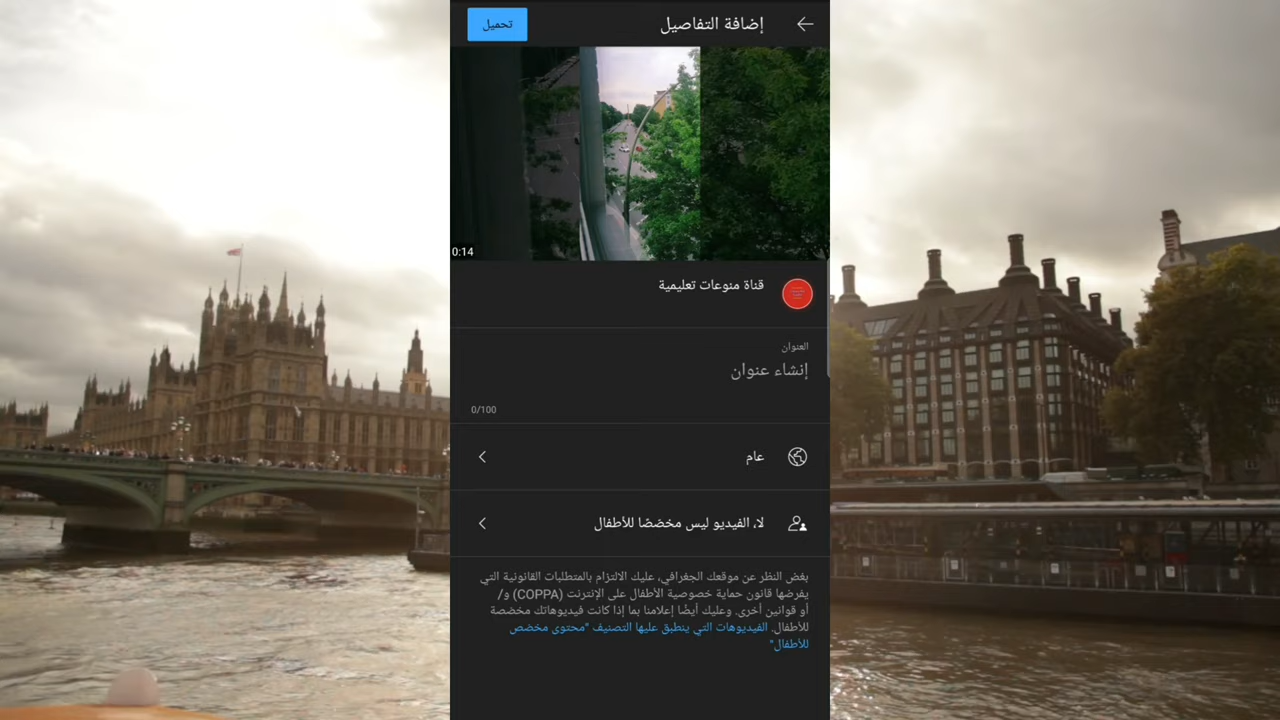 إضافة التفاصيل
تحميل
0:14
قناة منوعات تعليمية
العنوان
إنشاء عنوان
0/100
عام
لا، الفيديو ليس مخصّصًا للأطفال
بغض النظر عن موقعك الجغرافي، عليك الالتزام بالمتطلبات القانونية التي
يفرضها قانون حماية خصوصية الأطفال على الإنترنت (COPPA) و/
أو قوانين أخرى. وعليك أيضًا إعلامنا بما إذا كانت فيديوهاتك مخصصة
للأطفال. الفيديوهات التي ينطبق عليها التصنيف "محتوى مخصّص
للأطفال"